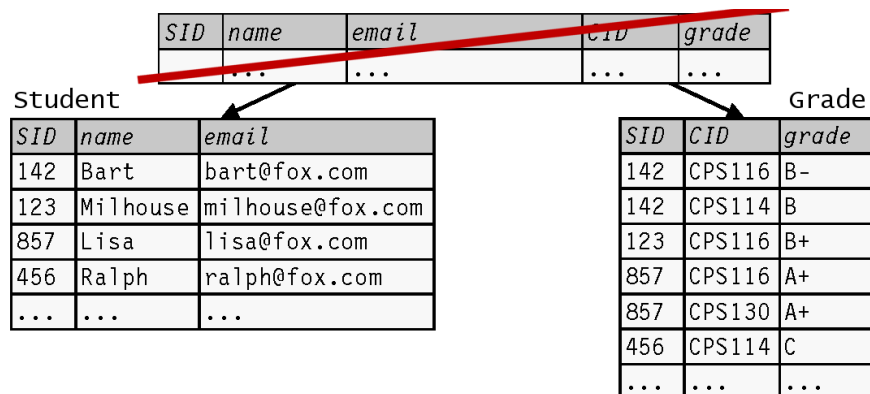 SID name email CID grade
... ... ... ...
Student
Grade
SID name email
142 Bart bart@fox.com
123 Milhouse milhouse@fox.com
857 Lisa lisa@fox.com
456 Ralph ralph@fox.com
... ... ...
SID CID grade
142 CPS116 B-
142 CPS114 B
123 CPS116 B+
857 CPS116 A+
857 CPS130 A+
456 CPS114 C
... ... ...